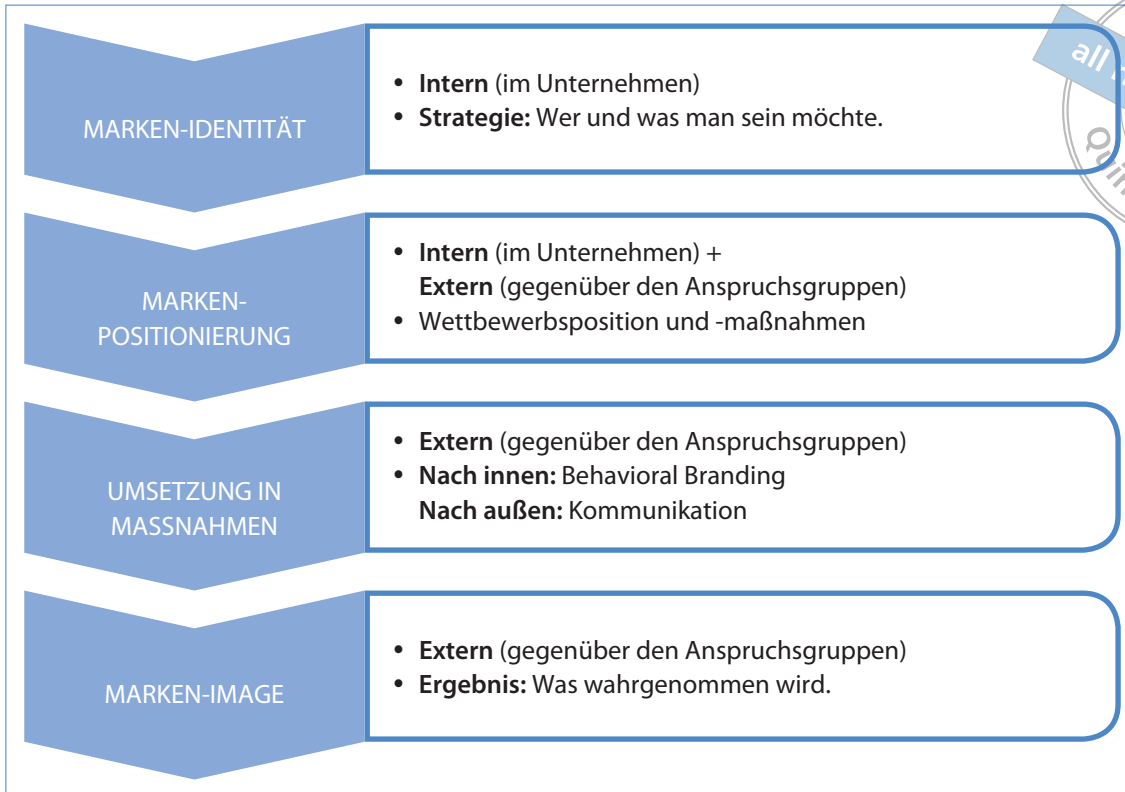 MARKEN-IDENTITÄT
• Intern (im Unternehmen)
• Strategie: Wer und was man sein möchte.
MARKEN-
POSITIONIERUNG
• Intern (im Unternehmen) +
Extern (gegenüber den Anspruchsgruppen)
• Wettbewerbsposition und -maßnahmen
UMSETZUNG IN
MASSNAHMEN
• Extern (gegenüber den Anspruchsgruppen)
• Nach innen: Behavioral Branding
Nach außen: Kommunikation
MARKEN-IMAGE
• Extern (gegenüber den Anspruchsgruppen)
• Ergebnis: Was wahrgenommen wird.
all